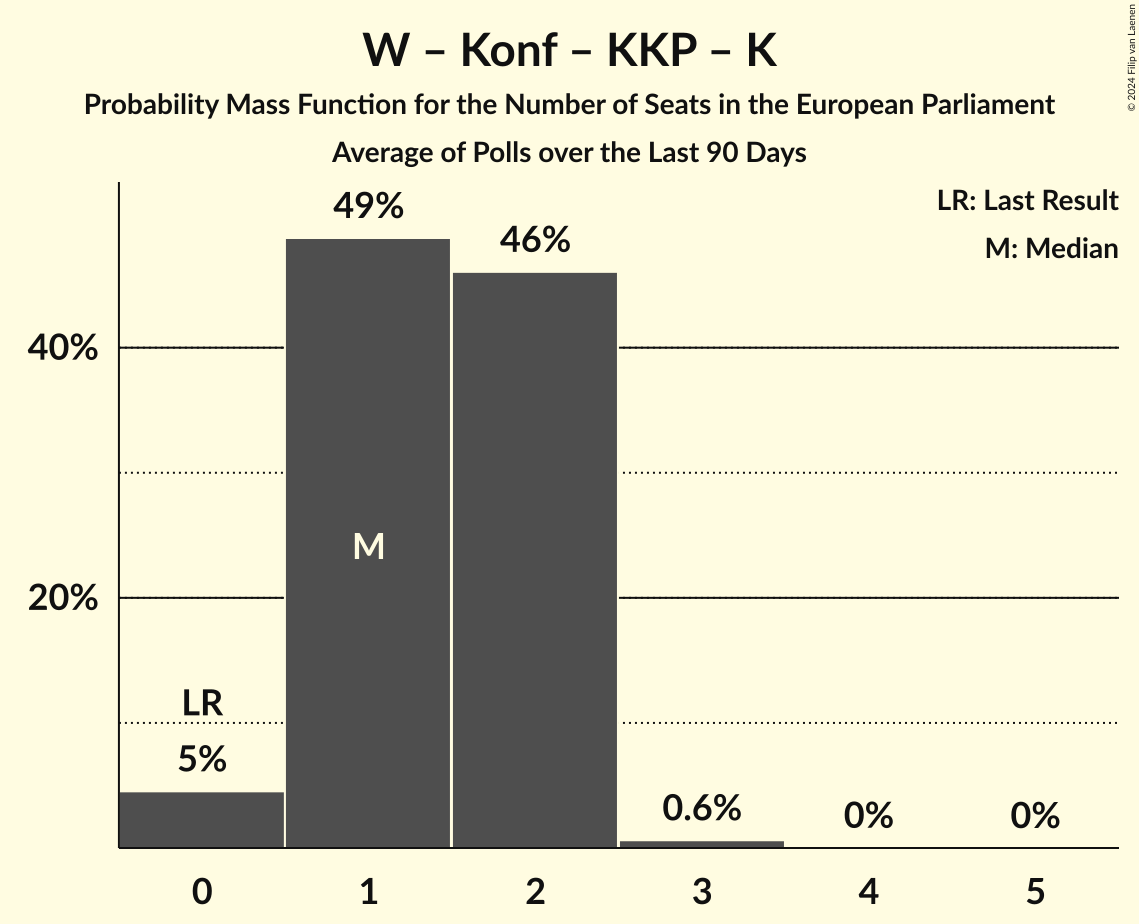 W – Konf – KKP – K
Probability Mass Function for the Number of Seats in the European Parliament
Average of Polls over the Last 90 Days
© 2024 Filip van Laenen
LR: Last Result
M: Median
49%
46%
40%
M
20%
LR
5%
0.6%
0%
0%
0 1 2 3 4 5